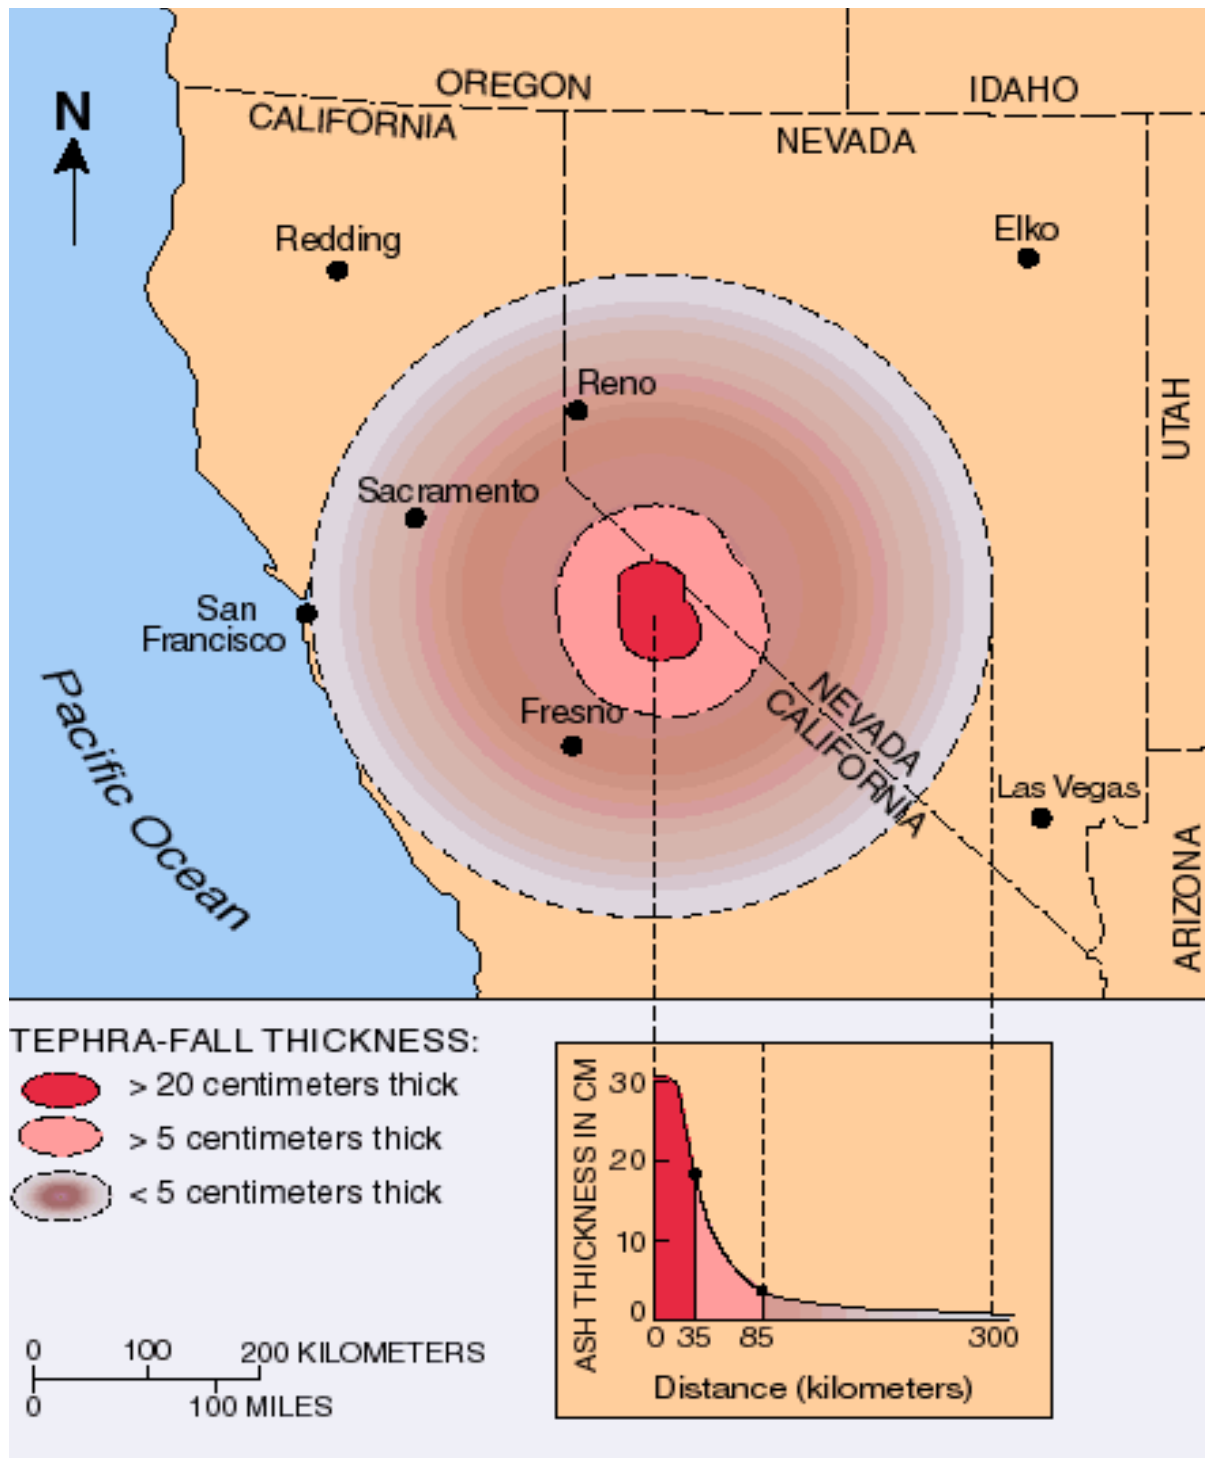 OREGON
IDAHO
N
CALIFORNIA
NEVADA
Redding
Elko
Reno
UTAH
Sacramento
San
Francisco
Pacific Ocean
Fresno
NEVADA
CALIFORNIA
Las Vegas
ARIZONA
TEPHRA-FALL THICKNESS:
> 20 centimeters thick
> 5 centimeters thick
< 5 centimeters thick
0 100 200 KILOMETERS
0 100 MILES
ASH THICKNESS IN CM
30
20
10
0
0 35 85 300
Distance (kilometers)